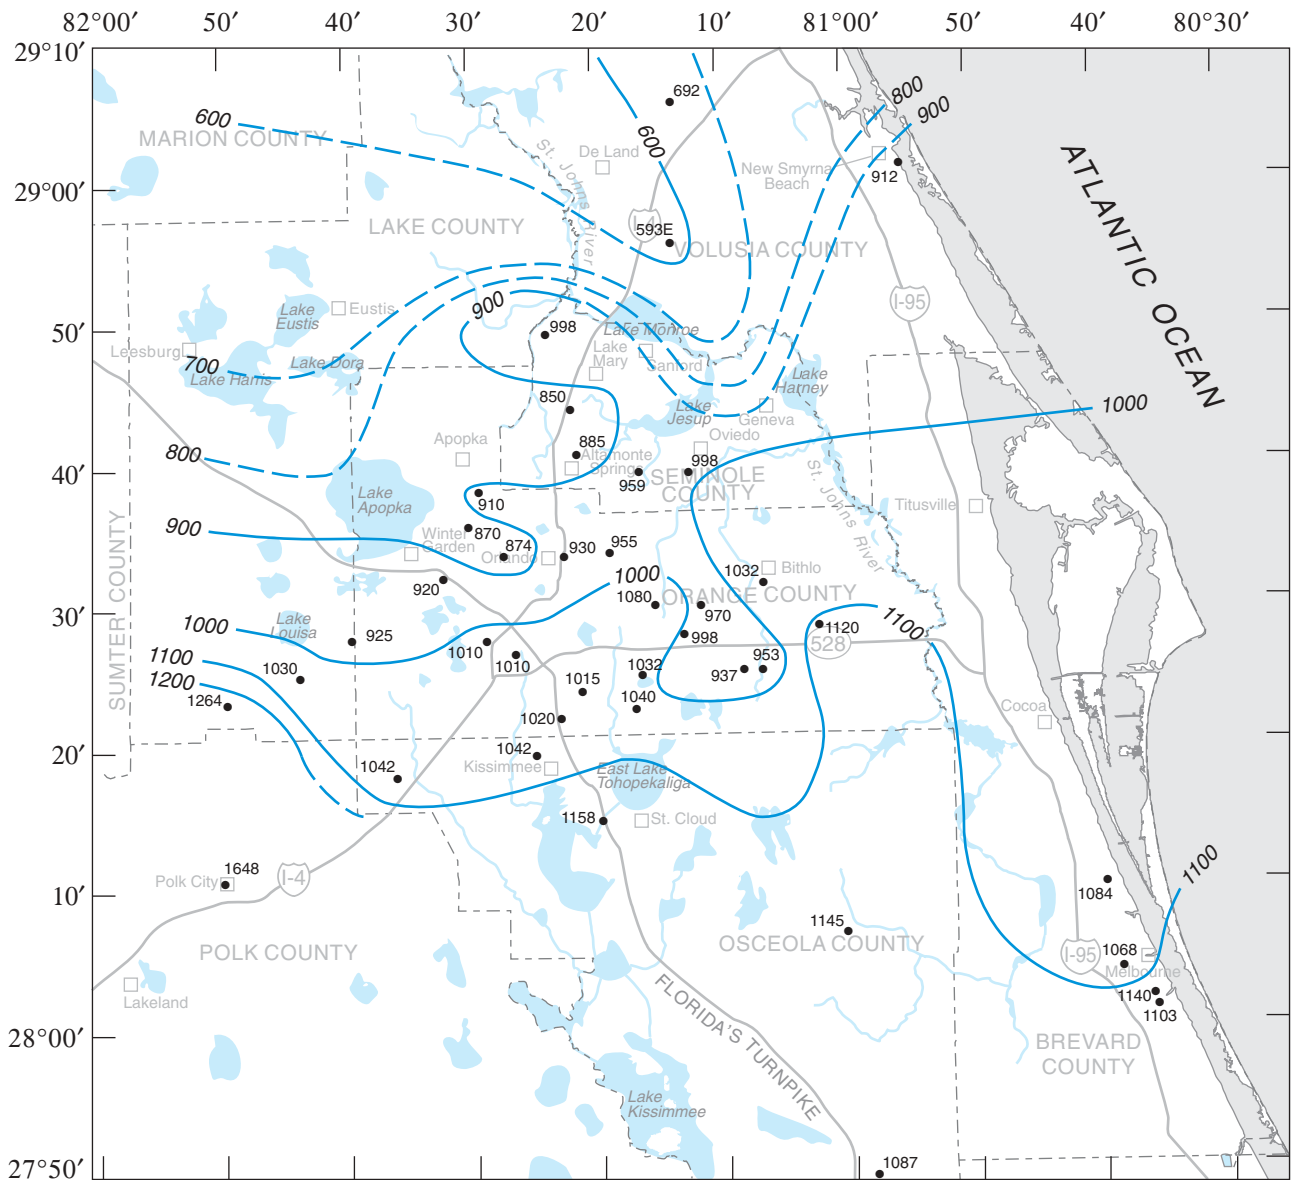 82°00′ 50′ 40′ 30′ 20′ 10′ 81°00′ 50′ 40′ 80°30′
29°10′
692
800
900
600
MARION COUNTY
600
De Land
St. Johns River
New Smyrna
Beach
912
ATLANTIC OCEAN
29°00′
LAKE COUNTY
I-4
593E
VOLUSIA COUNTY
Lake
Eustis
Eustis
900
998
I-95
50′
Lake Monroe
Leesburg
700
Lake Harris
Lake Dora
Lake
Mary
Sanford
Lake
Harney
850
Lake
Jesup
Geneva
1000
Apopka
885
Altamonte
Springs
Oviedo
998
800
40′
959
SEMINOLE
COUNTY
St. Johns River
Lake
Apopka
910
Titusville
900
Winter
Garden
870
874
Orlando
930
955
SUMTER COUNTY
920
1000
1032
Bithlo
1080
ORANGE COUNTY
970
30′
Lake
Louisa
1000
925
1010
1010
998
1120
1100
528
1100
1030
1200
1264
1015
1032
1040
937
953
1020
Cocoa
20′
1042
1042
Kissimmee
East Lake
Tohopekaliga
1158
St. Cloud
1648
Polk City
I-4
1100
1084
10′
1145
OSCEOLA COUNTY
POLK COUNTY
I-95
1068
Melbourne
Lakeland
1140
1103
FLORIDA'S TURNPIKE
28°00′
BREVARD
COUNTY
Lake
Kissimmee
1087
27°50′